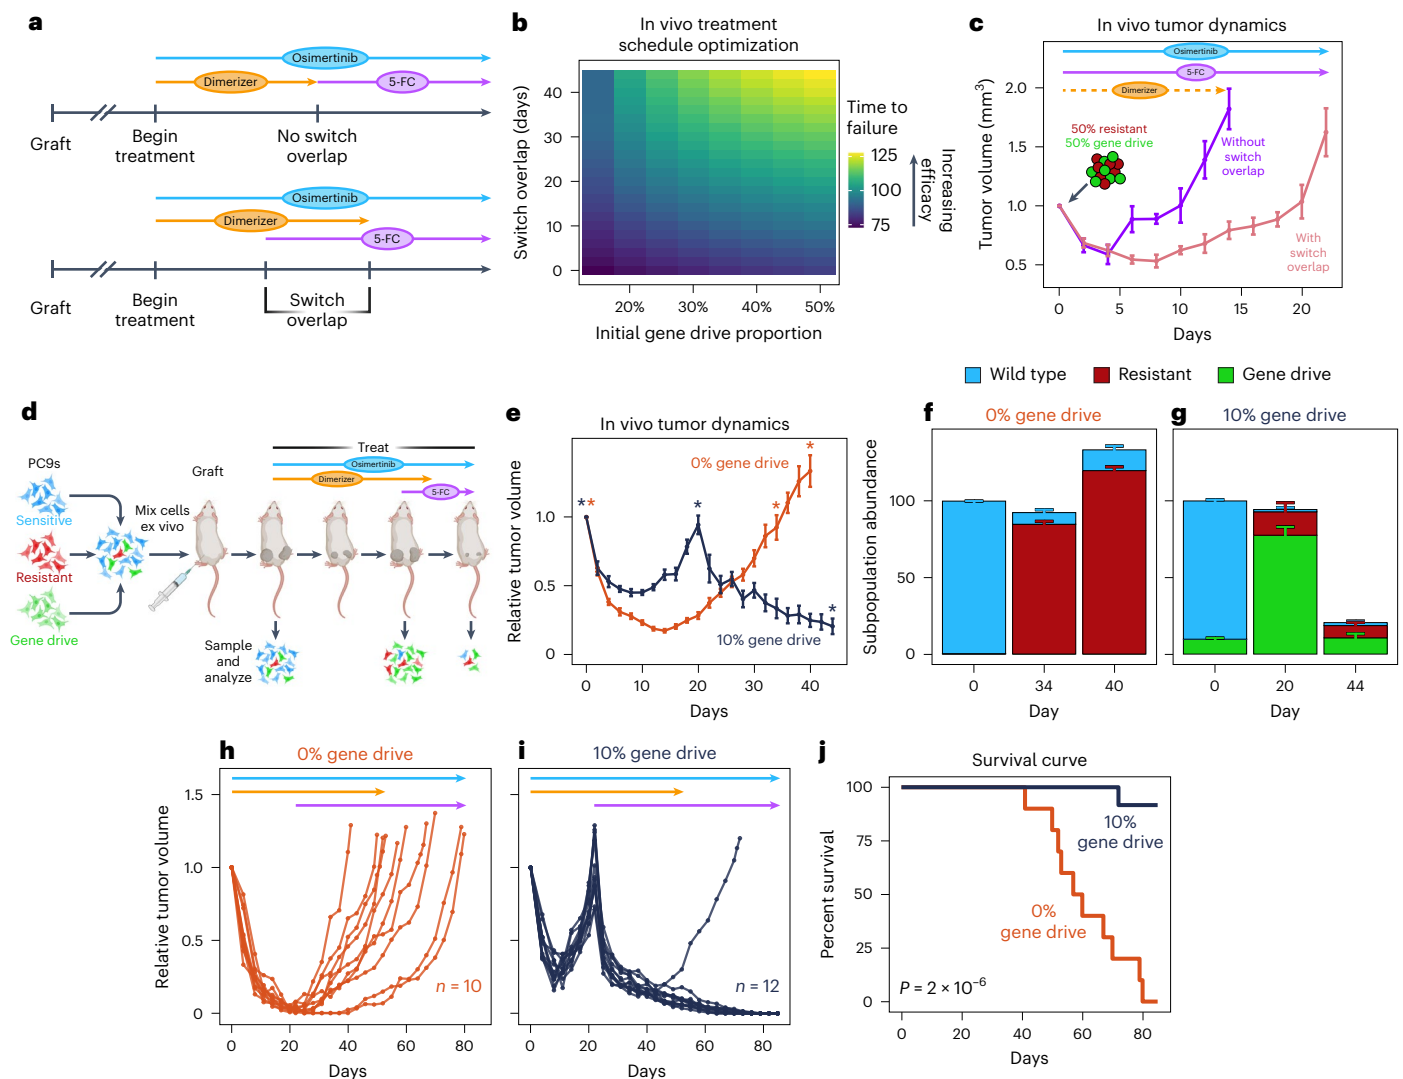 a
Osimertinib
Dimerizer
5-FC
Graft
Begin
treatment
No switch
overlap
Osimertinib
Dimerizer
5-FC
Graft
Begin
treatment
Switch
overlap
b
In vivo treatment
schedule optimization
Switch overlap (days)
40
30
20
10
0
20%
30%
40%
50%
Initial gene drive proportion
Time to
failure
125
100
75
Increasing
efficacy
c
In vivo tumor dynamics
Osimertinib
5-FC
Dimerizer
Tumor volume (mm3)
2.0
1.5
1.0
0.5
50% resistant
50% gene drive
Without
switch
overlap
With
switch
overlap
0
5
10
15
20
Days
Wild type
Resistant
Gene drive
d
PC9s
Sensitive
Resistant
Gene drive
Mix cells
ex vivo
Graft
Treat
Osimertinib
Dimerizer
5-FC
Sample
and
analyze
e
In vivo tumor dynamics
Relative tumor volume
1.0
0.5
0
* *
*
*
*
*
0% gene drive
10% gene drive
0
10
20
30
40
Days
f
0% gene drive
Subpopulation abundance
100
50
0
0
34
40
Day
g
10% gene drive
0
20
44
Day
h
0% gene drive
Relative tumor volume
1.5
1.0
0.5
0
n = 10
0
20
40
60
80
Days
i
10% gene drive
n = 12
0
20
40
60
80
Days
j
Survival curve
Percent survival
100
75
50
25
0
10%
gene drive
0%
gene drive
P = 2 × 10−6
0
20
40
60
80
Days